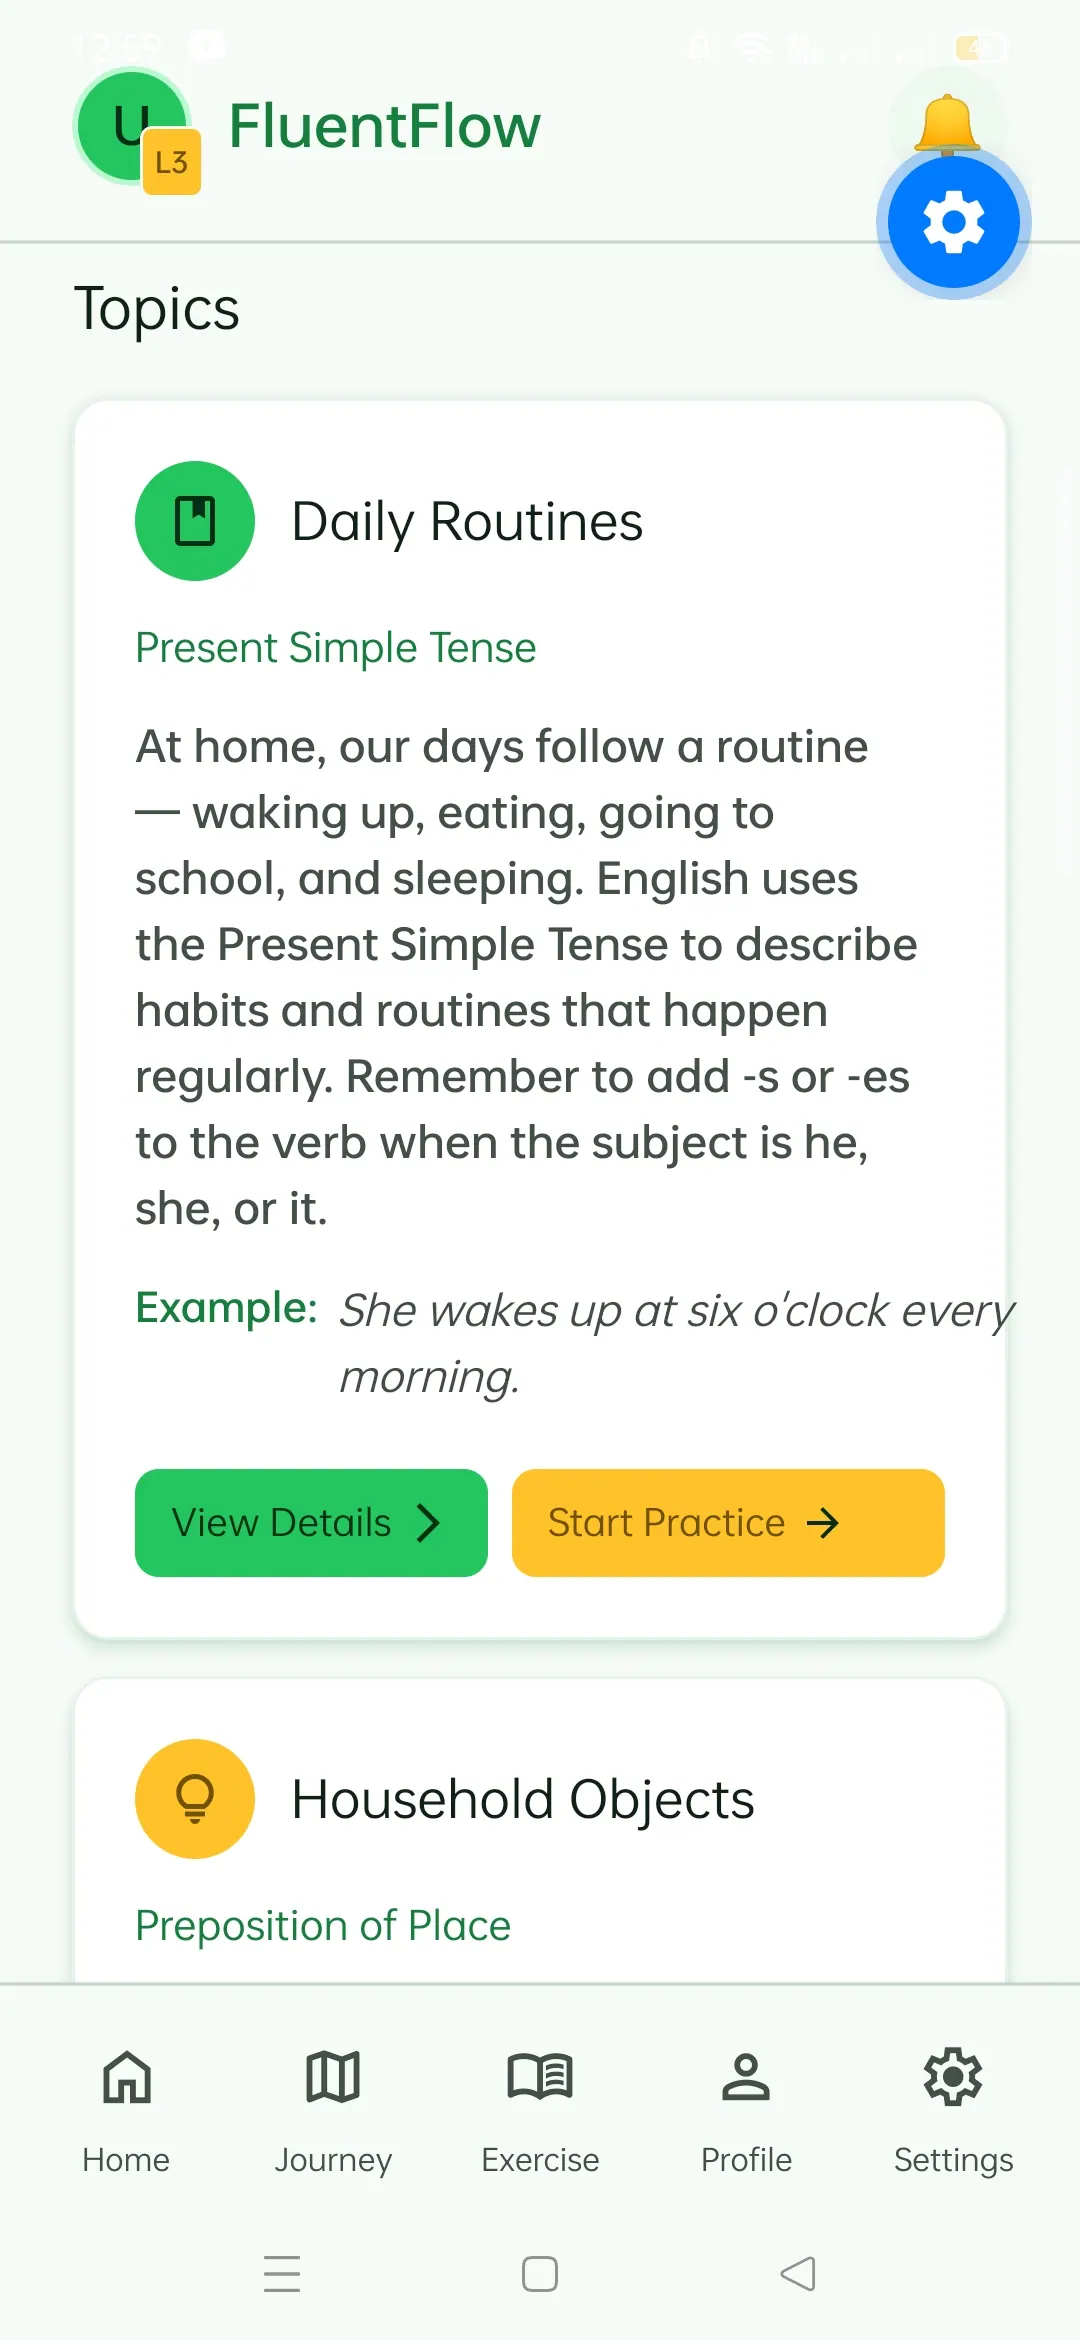 12:59
U
L3
FluentFlow
Topics
Daily Routines
Present Simple Tense
At home, our days follow a routine
— waking up, eating, going to
school, and sleeping. English uses
the Present Simple Tense to describe
habits and routines that happen
regularly. Remember to add -s or -es
to the verb when the subject is he,
she, or it.
Example: She wakes up at six o'clock every
morning.
View Details
Start Practice
Household Objects
Preposition of Place
Home
Journey
Exercise
Profile
Settings